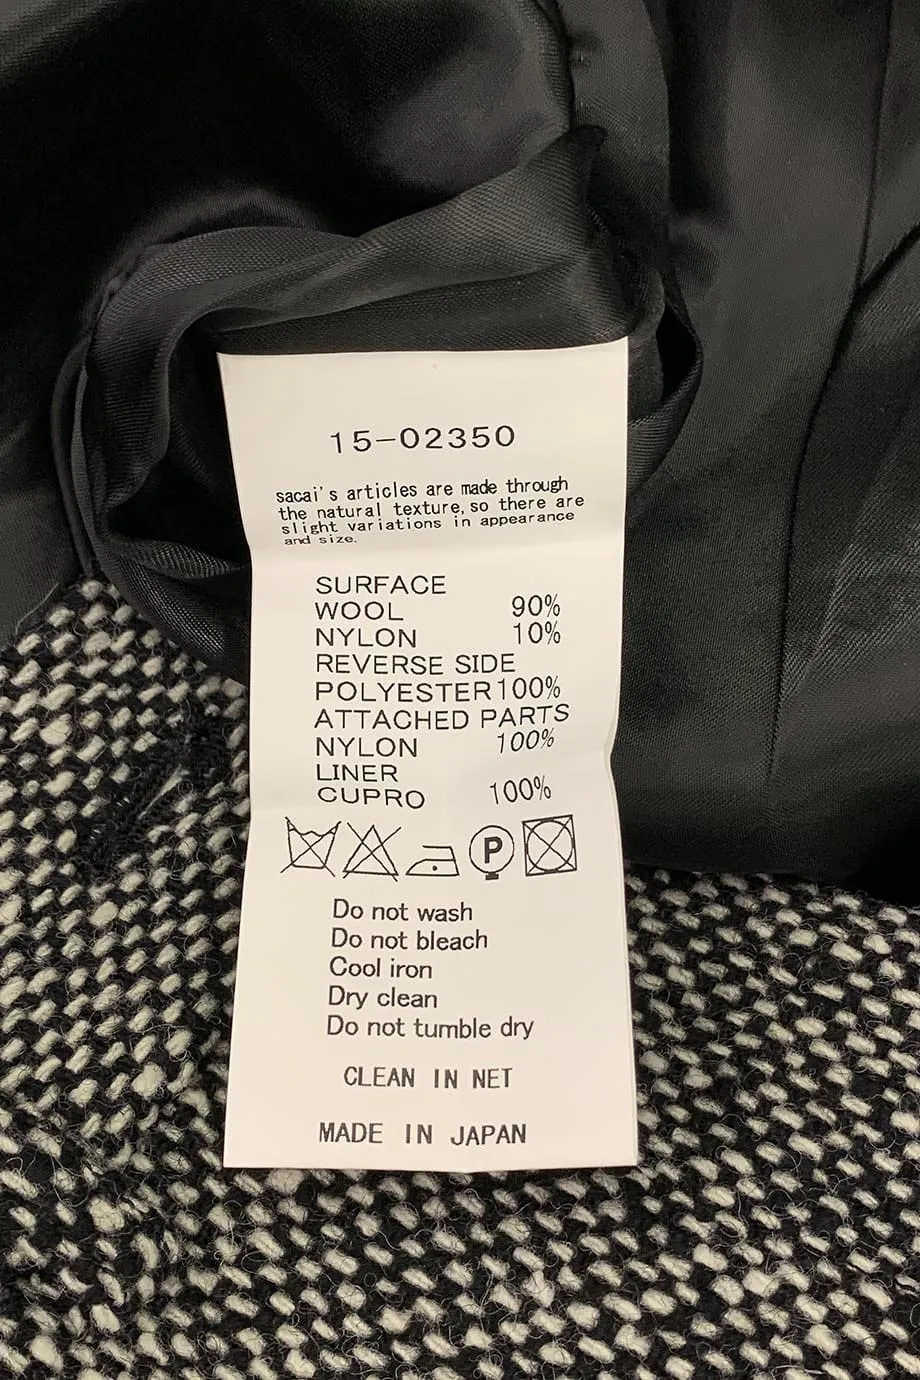 15-02350
sacai's articles are made through
the natural texture, so there are
slight variations in appearance
and size.
SURFACE
WOOL 90%
NYLON 10%
REVERSE SIDE
POLYESTER 100%
ATTACHED PARTS
NYLON 100%
LINER
CUPRO 100%
P
Do not wash
Do not bleach
Cool iron
Dry clean
Do not tumble dry
CLEAN IN NET
MADE IN JAPAN